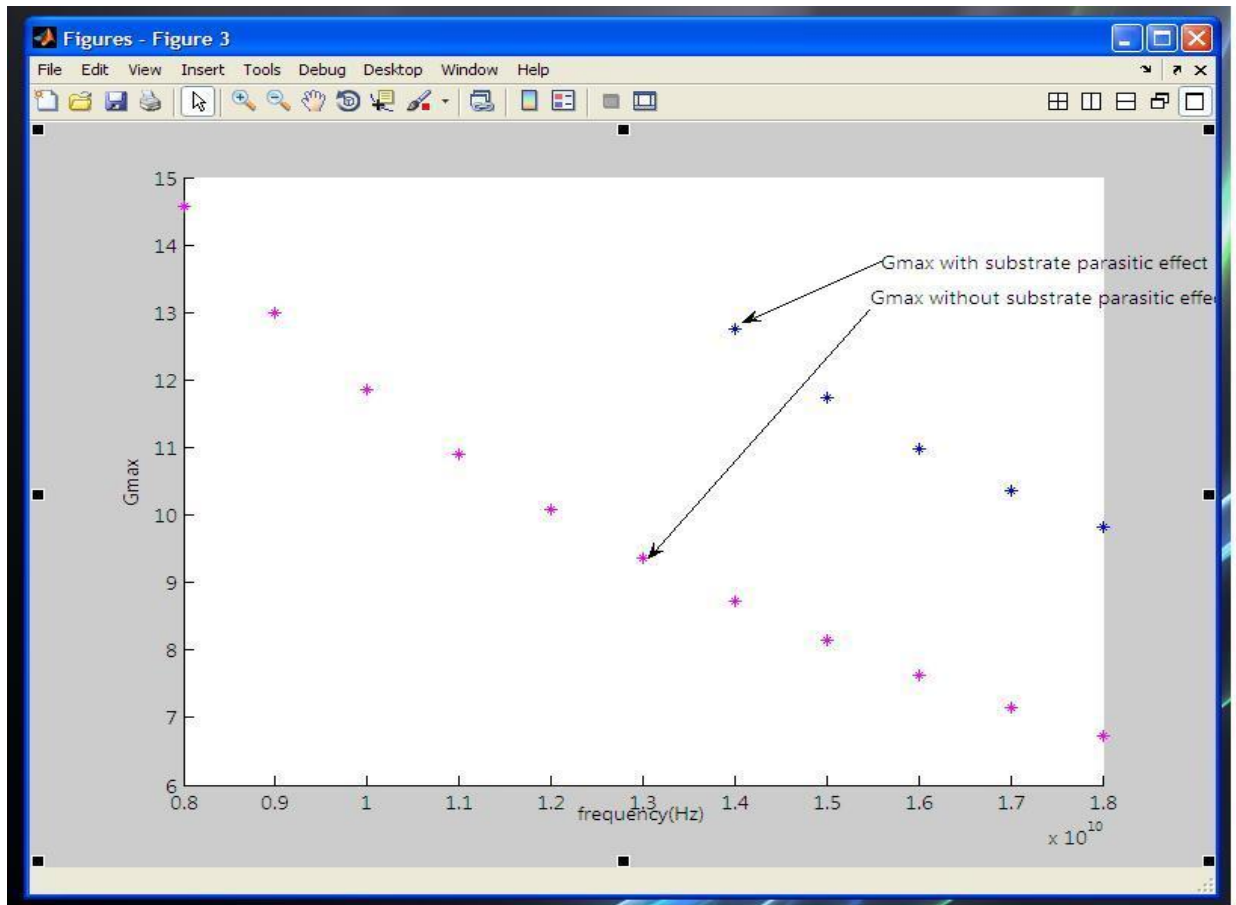 Figures - Figure 3
File Edit View Insert Tools Debug Desktop Window Help
15
14
13
12
11
10
9
8
7
6
Gmax
Gmax with substrate parasitic effect
Gmax without substrate parasitic effe
0.8 0.9 1 1.1 1.2 1.3 1.4 1.5 1.6 1.7 1.8
frequency(Hz)
x 10^10